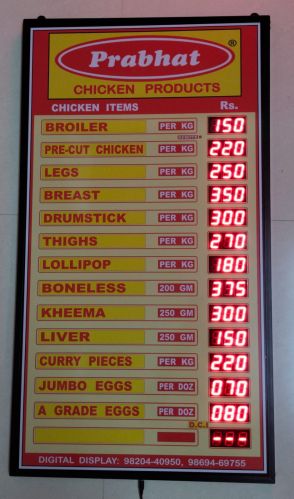 Prabhat ®
CHICKEN PRODUCTS
CHICKEN ITEMS Rs.
BROILER PER KG 150
PRE-CUT CHICKEN PER KG 220
LEGS PER KG 250
BREAST PER KG 350
DRUMSTICK PER KG 300
THIGHS PER KG 270
LOLLIPOP PER KG 180
BONELESS 200 GM 375
KHEEMA 250 GM 300
LIVER 250 GM 150
CURRY PIECES PER KG 220
JUMBO EGGS PER DOZ 070
A GRADE EGGS PER DOZ 080
D.C.I
---
DIGITAL DISPLAY: 98204-40950, 98694-69755